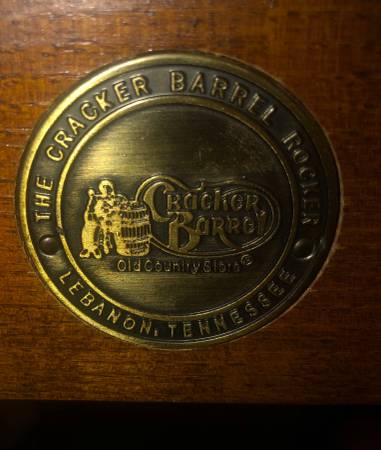 THE CRACKER BARREL ROCKER
Cracker
Barrel
Old Country Store®
LEBANON, TENNESSEE